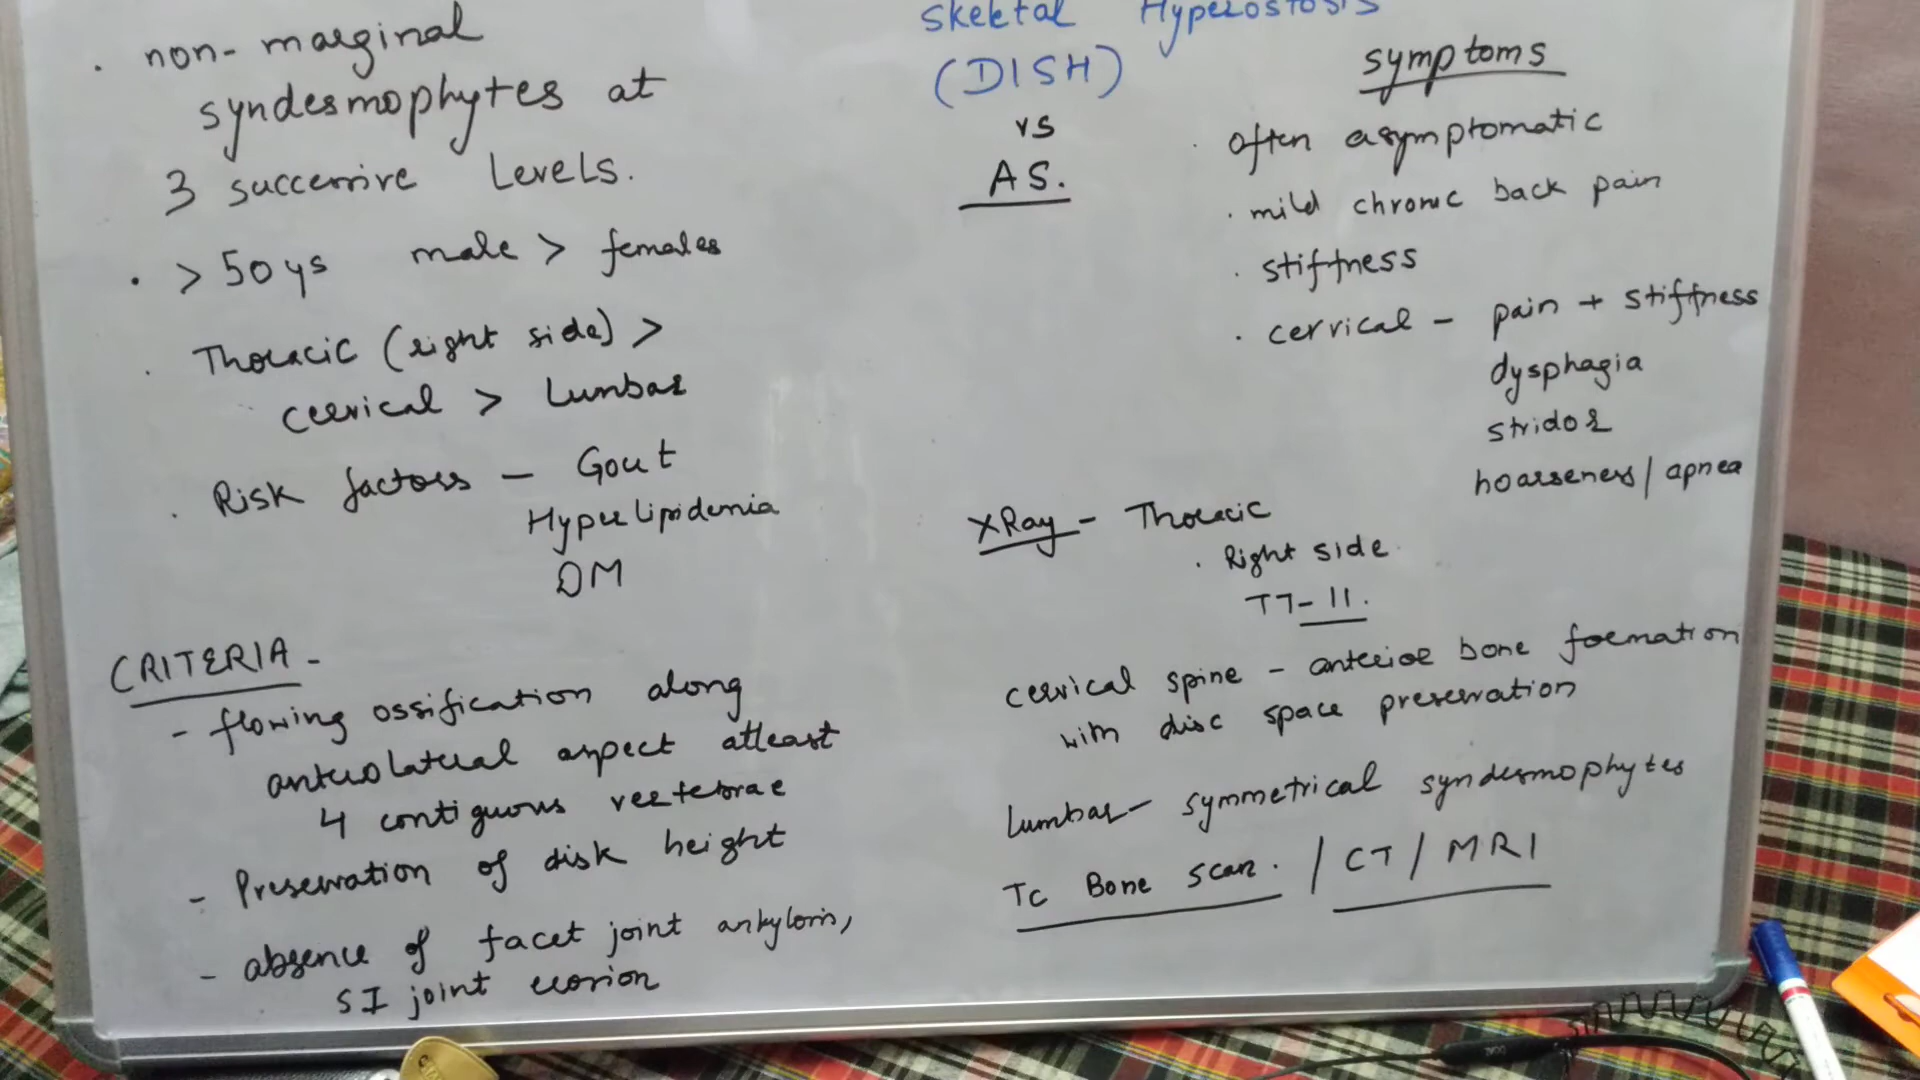 . non-marginal
syndesmophytes at
3 successive Levels.
. > 50 ys male > females
. Thoracic (right side) >
cervical > Lumbar
. Risk factors - Gout
Hyperlipidemia
DM
CRITERIA -
- flowing ossification along
anterolateral aspect atleast
4 contiguous vertebrae
- Preservation of disk height
- absence of facet joint ankylosis,
SI joint erosion
Skeletal Hyperostosis
(DISH)
vs
AS.
symptoms
. often asymptomatic
. mild chronic back pain
. stiffness
. cervical - pain + stiffness
dysphagia
stridor
hoarseness / apnea
XRay - Thoracic
. Right side
T7-11.
cervical spine - anterior bone formation
with disc space preservation
lumbar - symmetrical syndesmophytes
Tc Bone scan. / CT / MRI